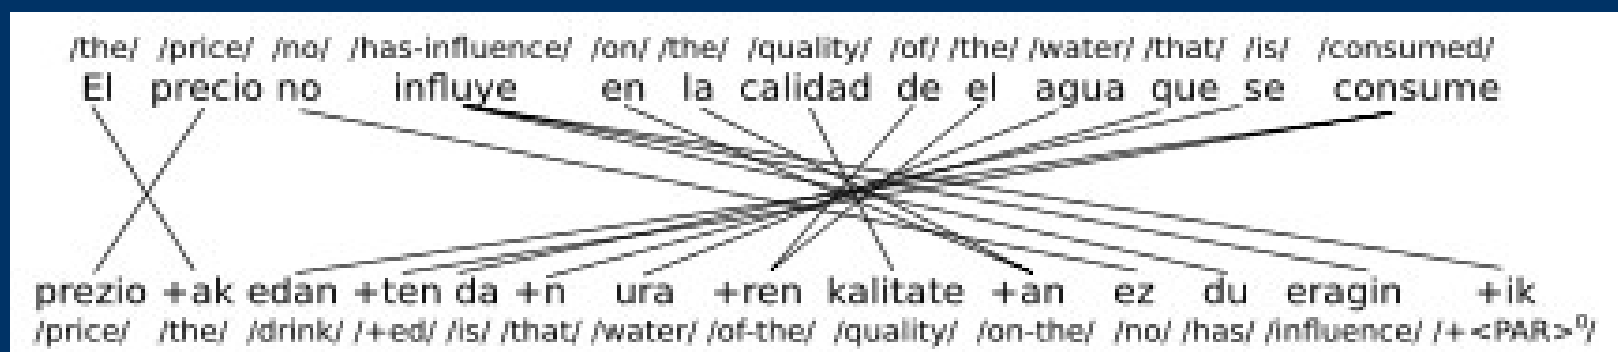 /the/ /price/ /no/ /has-influence/ /on/ /the/ /quality/ /of/ /the/ /water/ /that/ /is/ /consumed/
El precio no influye en la calidad de el agua que se consume
prezio +ak edan +ten da +n ura +ren kalitate +an ez du eragin +ik
/price/ /the/ /drink/ /+ed/ /is/ /that/ /water/ /of-the/ /quality/ /on-the/ /no/ /has/ /influence/ /+<PAR>⁰/